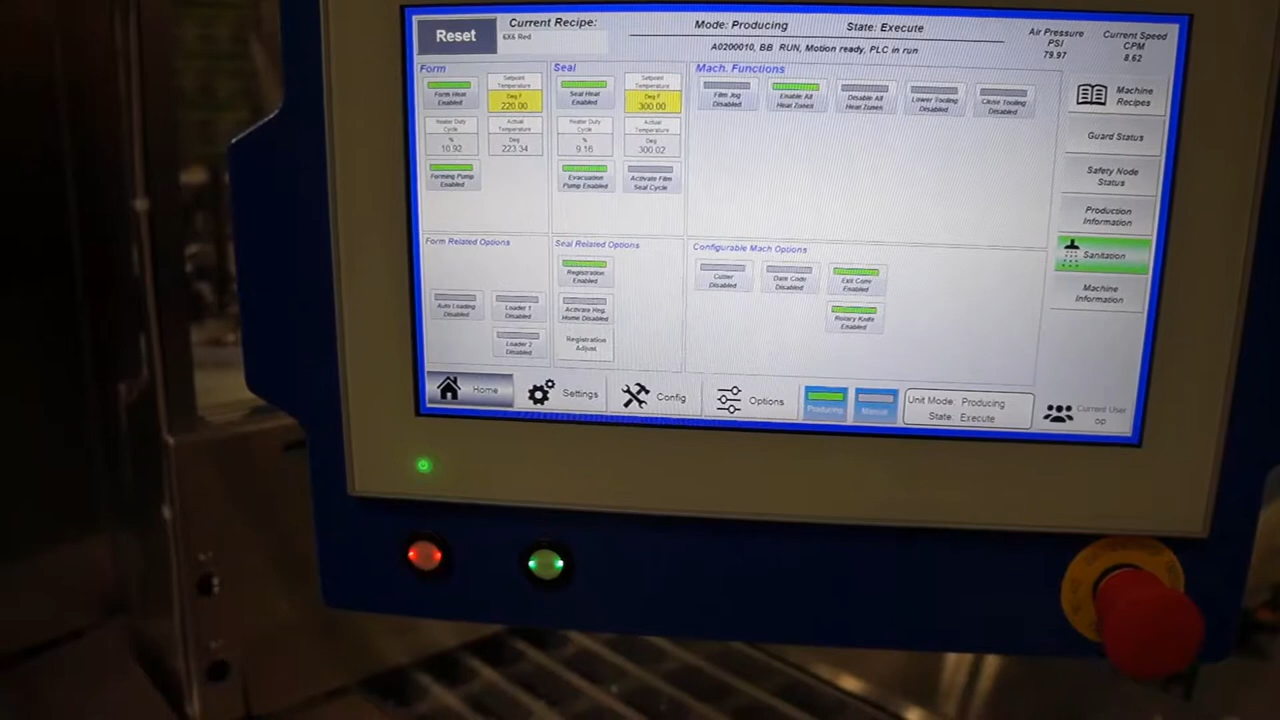 Reset
Current Recipe:
6X6 Red
Mode: Producing
State: Execute
A0200010, BB RUN, Motion ready, PLC in run
Air Pressure
PSI
79.97
Current Speed
CPM
8.62
Form
Form Heat
Enabled
Setpoint
Temperature
Deg F
220.00
Heater Duty
Cycle
%
10.92
Actual
Temperature
Deg
223.34
Forming Pump
Enabled
Seal
Seal Heat
Enabled
Setpoint
Temperature
Deg F
300.00
Heater Duty
Cycle
%
9.16
Actual
Temperature
Deg
300.02
Evacuation
Pump Enabled
Activate Film
Seal Cycle
Mach. Functions
Film Jog
Disabled
Enable All
Heat Zones
Disable All
Heat Zones
Lower Tooling
Disabled
Close Tooling
Disabled
Machine
Recipes
Guard Status
Safety Node
Status
Production
Information
Sanitation
Machine
Information
Form Related Options
Auto Loading
Disabled
Loader 1
Disabled
Loader 2
Disabled
Seal Related Options
Registration
Enabled
Activate Reg.
Home Disabled
Registration
Adjust
Configurable Mach Options
Cutter
Disabled
Date Code
Disabled
Exit Conv
Enabled
Rotary Knife
Enabled
Home
Settings
Config
Options
Producing
Manual
Unit Mode: Producing
State: Execute
Current User
op